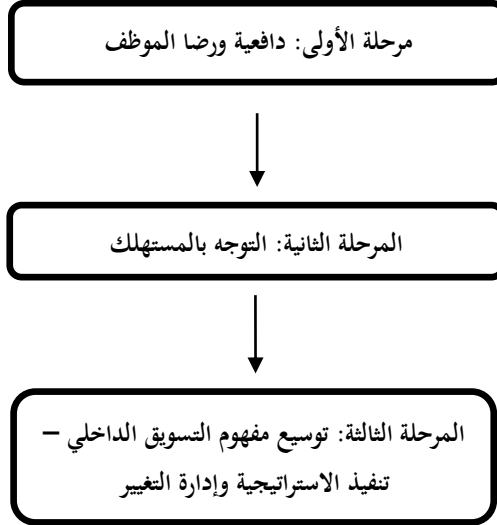 مرحلة الأولى: دافعية ورضا الموظف
المرحلة الثانية: التوجه بالمستهلك
المرحلة الثالثة: توسيع مفهوم التسويق الداخلي –
تنفيذ الاستراتيجية وإدارة التغيير